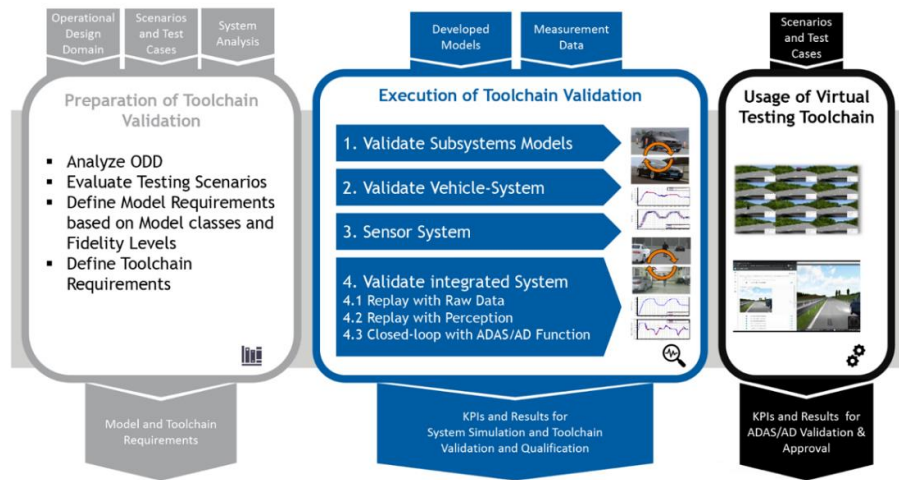 Operational
Design
Domain
Scenarios
and Test
Cases
System
Analysis
Preparation of Toolchain
Validation
▪ Analyze ODD
▪ Evaluate Testing Scenarios
▪ Define Model Requirements
based on Model classes and
Fidelity Levels
▪ Define Toolchain
Requirements
Model and Toolchain
Requirements
Developed
Models
Measurement
Data
Execution of Toolchain Validation
1. Validate Subsystems Models
2. Validate Vehicle-System
3. Sensor System
4. Validate integrated System
4.1 Replay with Raw Data
4.2 Replay with Perception
4.3 Closed-loop with ADAS/AD Function
KPIs and Results for
System Simulation and Toolchain
Validation and Qualification
Scenarios
and Test
Cases
Usage of Virtual
Testing Toolchain
KPIs and Results for
ADAS/AD Validation &
Approval